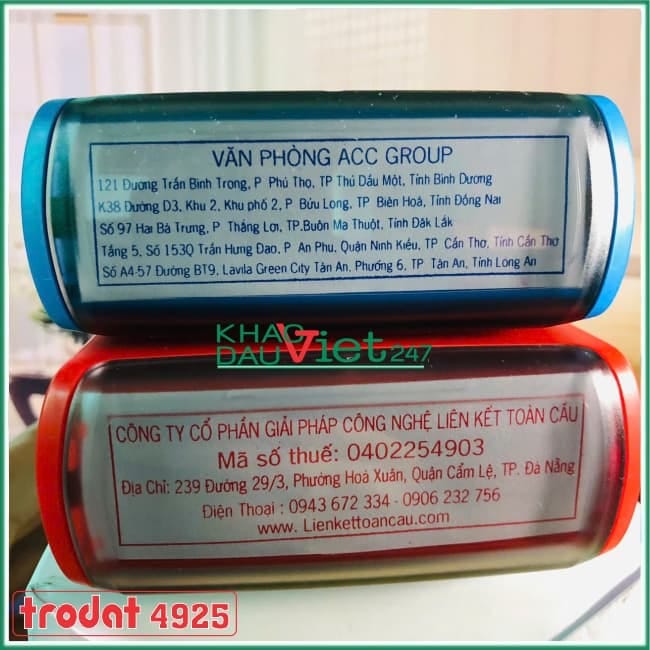 VĂN PHÒNG ACC GROUP
121 Đường Trần Bình Trọng, P Phú Thọ, TP Thủ Dầu Một, Tỉnh Bình Dương
K38 Đường D3, Khu 2, Khu phố 2, P Bửu Long, TP Biên Hoà, Tỉnh Đồng Nai
Số 97 Hai Bà Trưng, P Thắng Lợi, TP.Buôn Ma Thuột, Tỉnh Đăk Lắk
Tầng 5, Số 153Q Trần Hưng Đạo, P An Phú, Quận Ninh Kiều, TP Cần Thơ, Tỉnh Cần Thơ
Số A4-57 Đường BT9, Lavila Green City Tân An, Phường 6, TP Tân An, Tỉnh Long An
KHAC DAU Viet 247
CÔNG TY CỔ PHẦN GIẢI PHÁP CÔNG NGHỆ LIÊN KẾT TOÀN CẦU
Mã số thuế: 0402254903
Địa Chỉ: 239 Đường 29/3, Phường Hoà Xuân, Quận Cẩm Lệ, TP. Đà Nẵng
Điện Thoại : 0943 672 334 - 0906 232 756
www. Lienkettoancau.com
trodat 4925